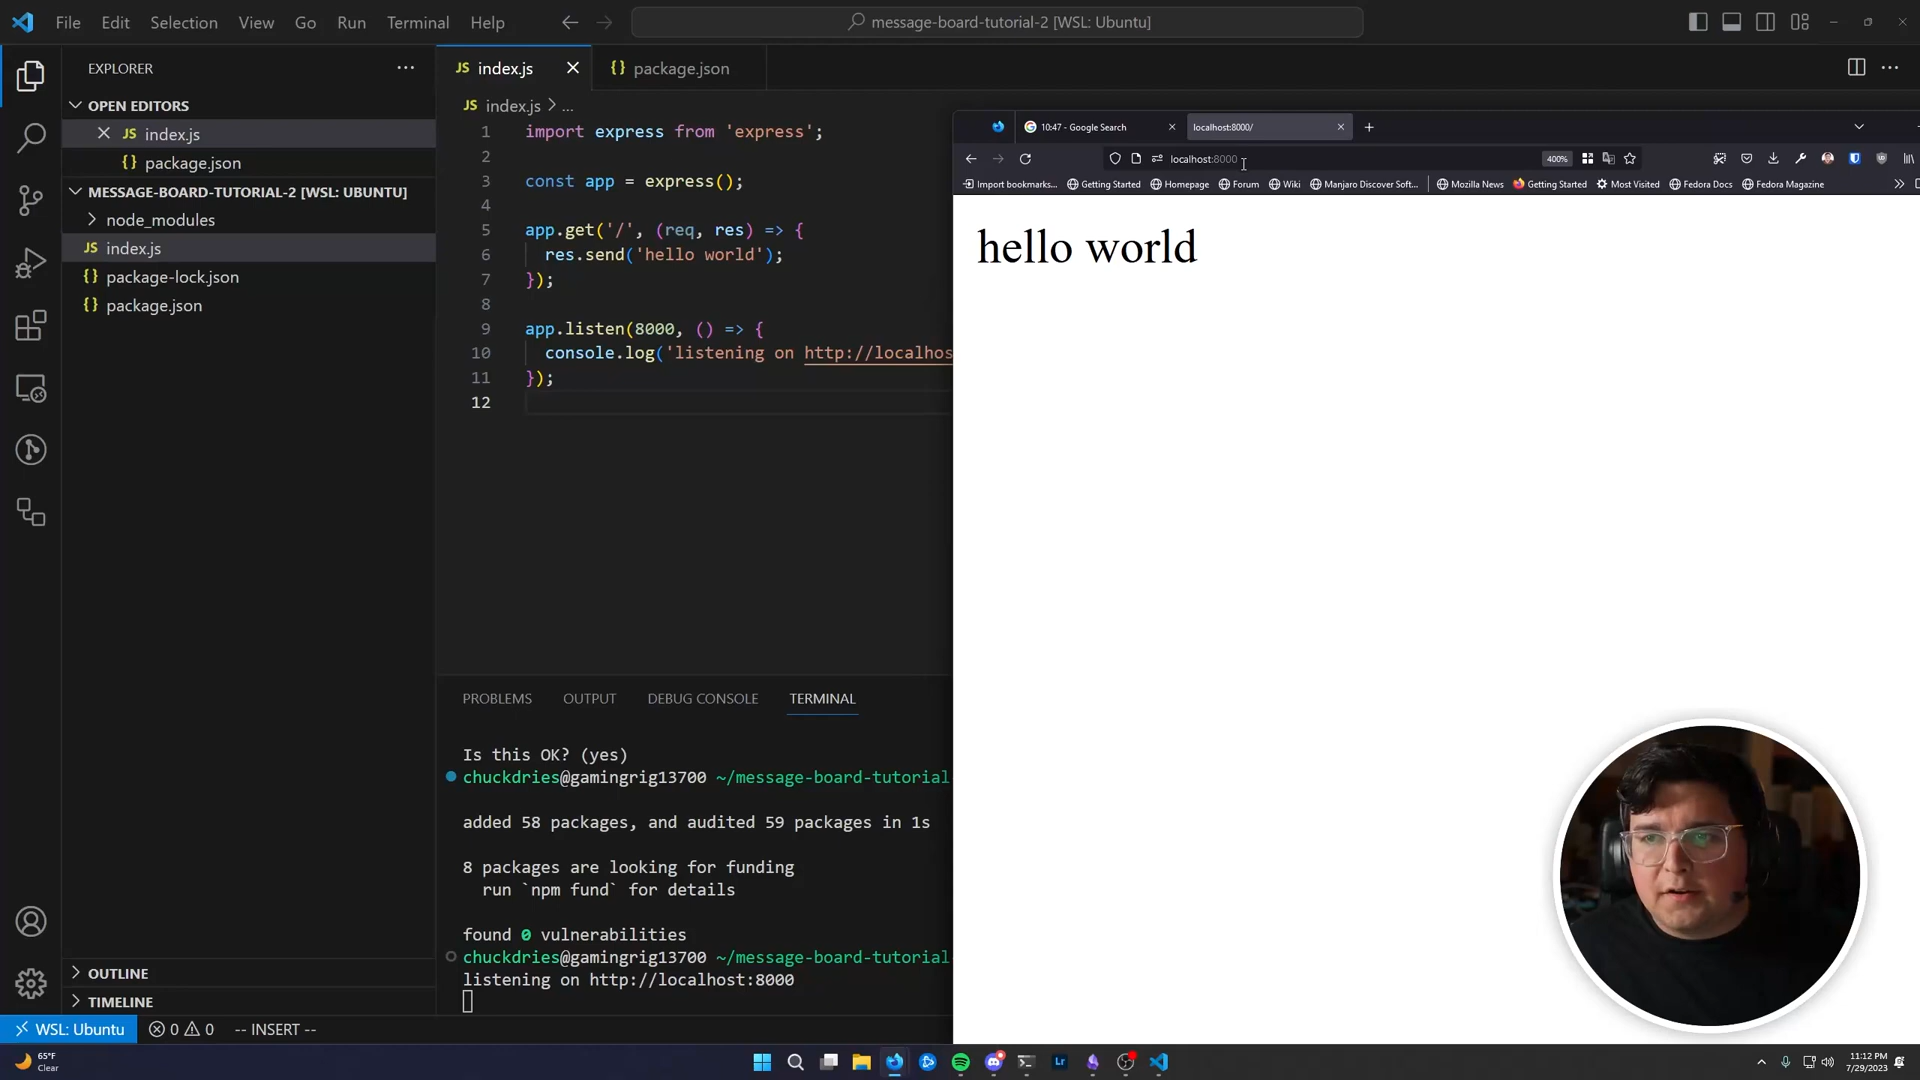 File Edit Selection View Go Run Terminal Help
message-board-tutorial-2 [WSL: Ubuntu]
EXPLORER
OPEN EDITORS
index.js
package.json
MESSAGE-BOARD-TUTORIAL-2 [WSL: UBUNTU]
node_modules
index.js
package-lock.json
package.json
OUTLINE
TIMELINE
index.js
package.json
index.js > ...
1 import express from 'express';
2
3 const app = express();
4
5 app.get('/', (req, res) => {
6 res.send('hello world');
7 });
8
9 app.listen(8000, () => {
10 console.log('listening on http://localhos
11 });
12
PROBLEMS OUTPUT DEBUG CONSOLE TERMINAL
Is this OK? (yes)
chuckdries@gamingrig13700 ~/message-board-tutorial
added 58 packages, and audited 59 packages in 1s
8 packages are looking for funding
run `npm fund` for details
found 0 vulnerabilities
chuckdries@gamingrig13700 ~/message-board-tutorial
listening on http://localhost:8000
10:47 - Google Search
localhost:8000/
localhost:8000
400%
Import bookmarks... Getting Started Homepage Forum Wiki Manjaro Discover Soft... Mozilla News Getting Started Most Visited Fedora Docs Fedora Magazine
hello world
WSL: Ubuntu 0 0 -- INSERT --
65°F
Clear
Lr
11:12 PM
7/29/2023